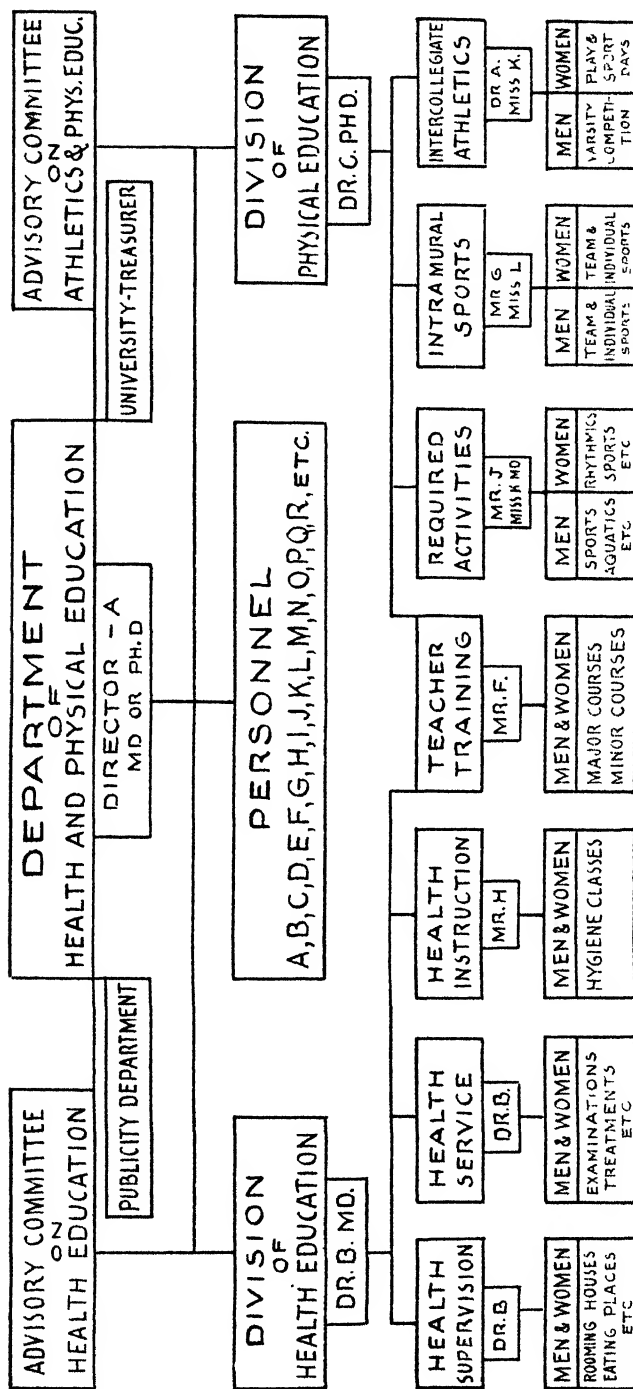 ADVISORY COMMITTEE
ON
HEALTH EDUCATION
DEPARTMENT
OF
HEALTH AND PHYSICAL EDUCATION
ADVISORY COMMITTEE
ON
ATHLETICS & PHYS. EDUC.
PUBLICITY DEPARTMENT
DIRECTOR - A
MD OR PH.D
UNIVERSITY-TREASURER
DIVISION
OF
HEALTH EDUCATION
DR. B. MD.
PERSONNEL
A,B,C,D,E,F,G,H,I,J,K,L,M,N,O,P,Q,R, ETC.
DIVISION
OF
PHYSICAL EDUCATION
DR. C. PHD.
HEALTH
SUPERVISION
DR.B
MEN & WOMEN
ROOMING HOUSES
EATING PLACES
ETC
HEALTH
SERVICE
DR.B.
MEN & WOMEN
EXAMINATIONS
TREATMENTS
ETC
HEALTH
INSTRUCTION
MR. H
MEN & WOMEN
HYGIENE CLASSES
TEACHER
TRAINING
MR. F.
MEN & WOMEN
MAJOR COURSES
MINOR COURSES
REQUIRED
ACTIVITIES
MR. J
MISS K MD
MEN
SPORTS
AQUATICS
ETC
WOMEN
RHYTHMICS
SPORTS
ETC
INTRAMURAL
SPORTS
MR G
MISS L
MEN
TEAM &
INDIVIDUAL
SPORTS
WOMEN
TEAM &
INDIVIDUAL
SPORTS
INTERCOLLEGIATE
ATHLETICS
DR A.
MISS K.
MEN
VARSITY
COMPETI-
TION
WOMEN
PLAY &
SPORT
DAYS